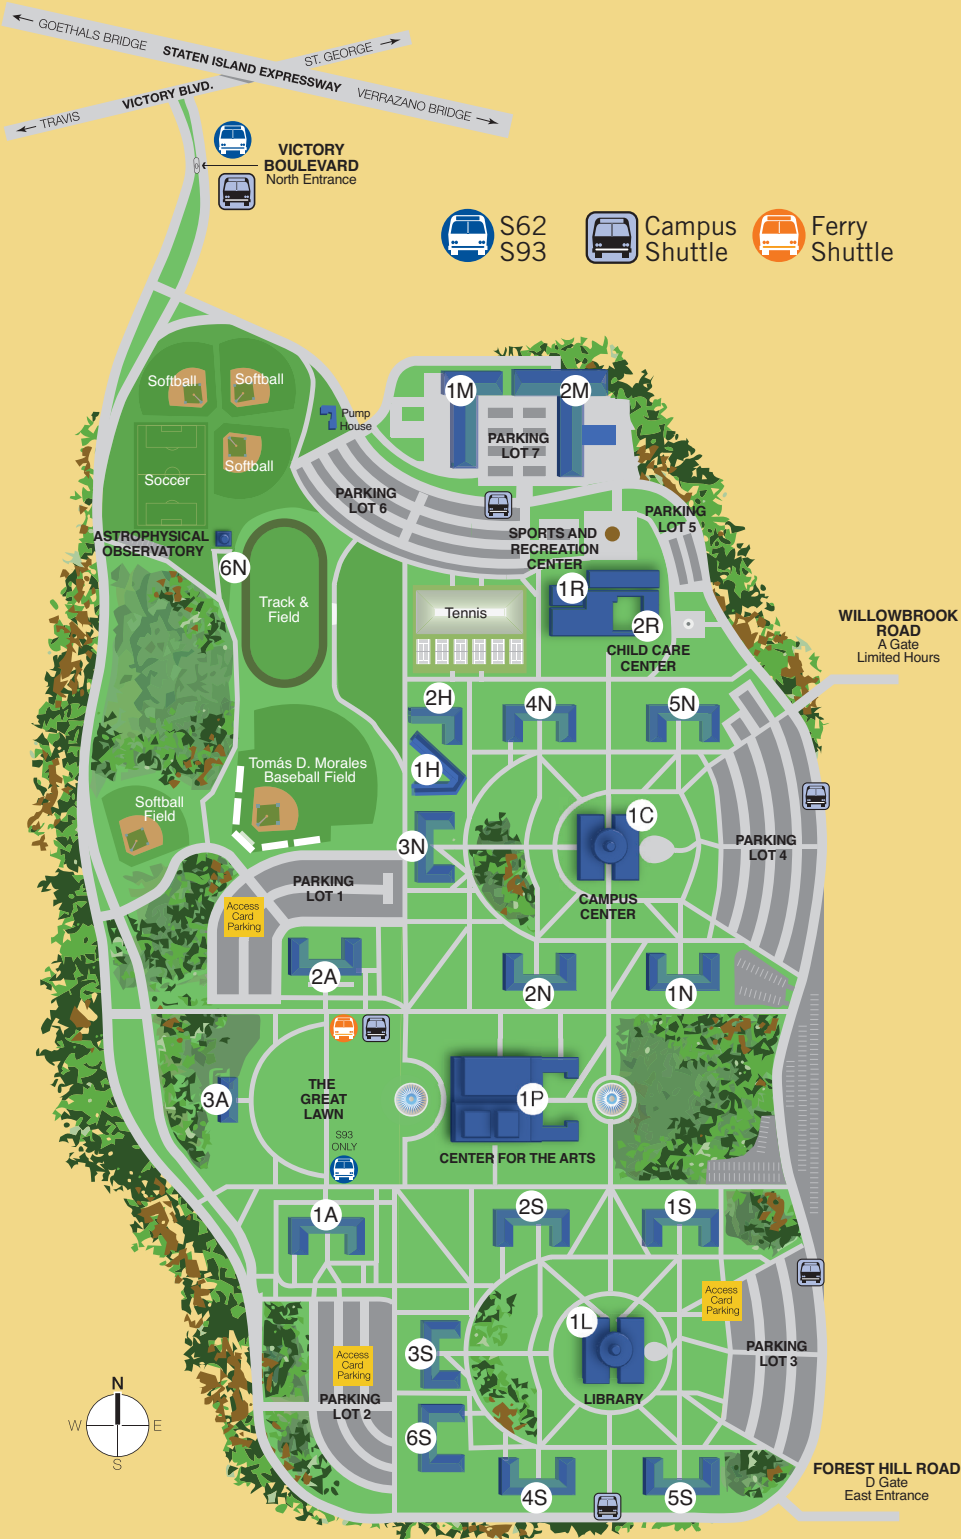 GOETHALS BRIDGE
STATEN ISLAND EXPRESSWAY
ST. GEORGE
VERRAZANO BRIDGE
VICTORY BLVD.
TRAVIS
VICTORY
BOULEVARD
North Entrance
S62
S93
Campus
Shuttle
Ferry
Shuttle
Softball
Softball
Softball
Soccer
Pump
House
1M
2M
PARKING
LOT 7
PARKING
LOT 6
PARKING
LOT 5
SPORTS AND
RECREATION
CENTER
ASTROPHYSICAL
OBSERVATORY
6N
Track &
Field
Tennis
1R
2R
CHILD CARE
CENTER
WILLOWBROOK
ROAD
A Gate
Limited Hours
2H
4N
5N
1H
Tomás D. Morales
Baseball Field
Softball
Field
1C
3N
PARKING
LOT 4
CAMPUS
CENTER
PARKING
LOT 1
Access
Card
Parking
2A
2N
1N
3A
THE
GREAT
LAWN
1P
S93
ONLY
CENTER FOR THE ARTS
1A
2S
1S
Access
Card
Parking
1L
3S
PARKING
LOT 3
Access
Card
Parking
LIBRARY
PARKING
LOT 2
6S
N
W
E
S
4S
5S
FOREST HILL ROAD
D Gate
East Entrance